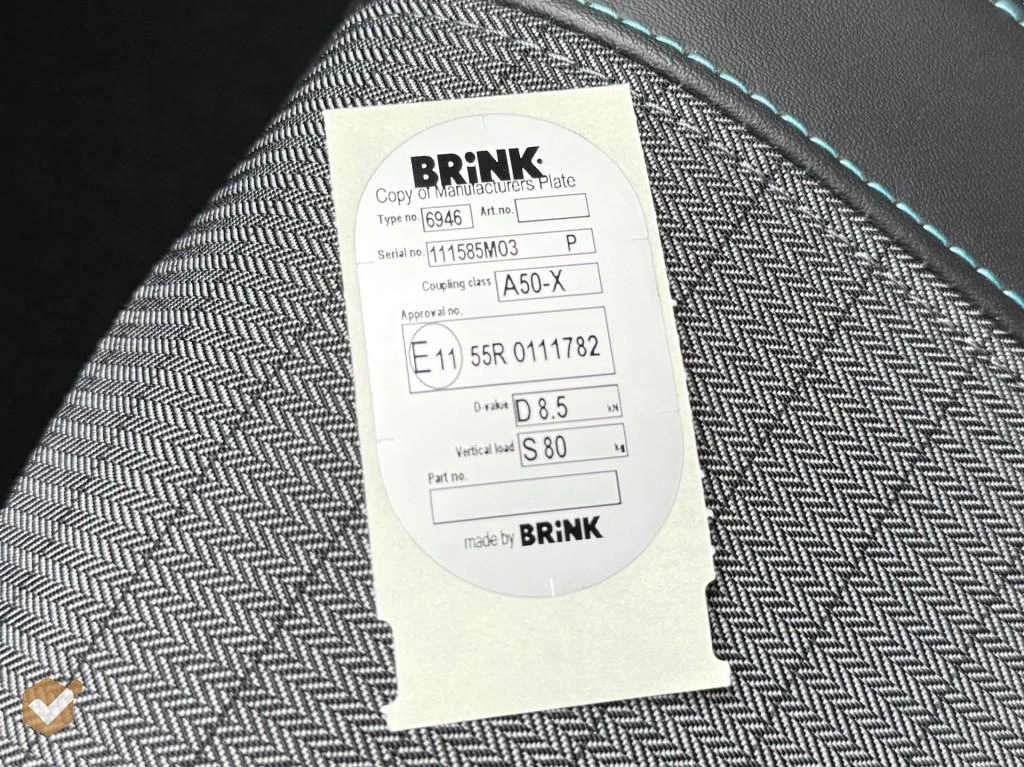 BRiNK
Copy of Manufacturers Plate
Type no. 6946 Art.no.
Serial no. 111585M03 P
Coupling class A50-X
Approval no.
E 11 55R 0111782
D-value D 8.5 kN
Vertical load S 80 kg
Part no.
made by BRiNK